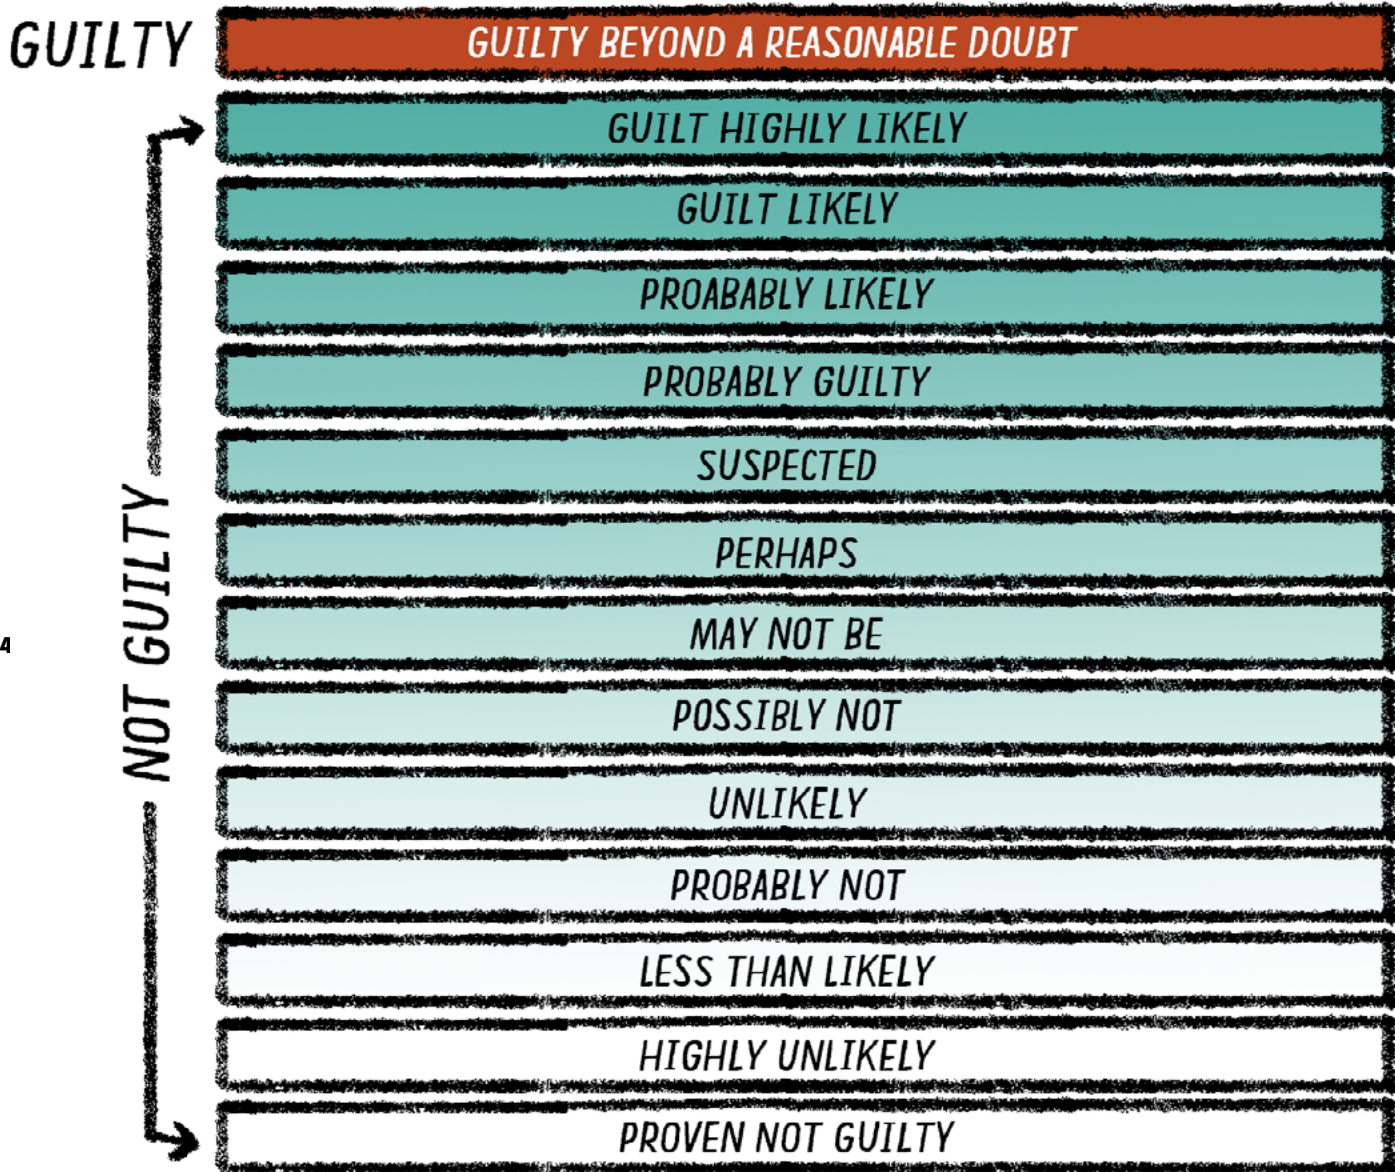 GUILTY
GUILTY BEYOND A REASONABLE DOUBT
GUILT HIGHLY LIKELY
GUILT LIKELY
PROABABLY LIKELY
PROBABLY GUILTY
SUSPECTED
PERHAPS
MAY NOT BE
POSSIBLY NOT
UNLIKELY
PROBABLY NOT
LESS THAN LIKELY
HIGHLY UNLIKELY
PROVEN NOT GUILTY
NOT GUILTY
4